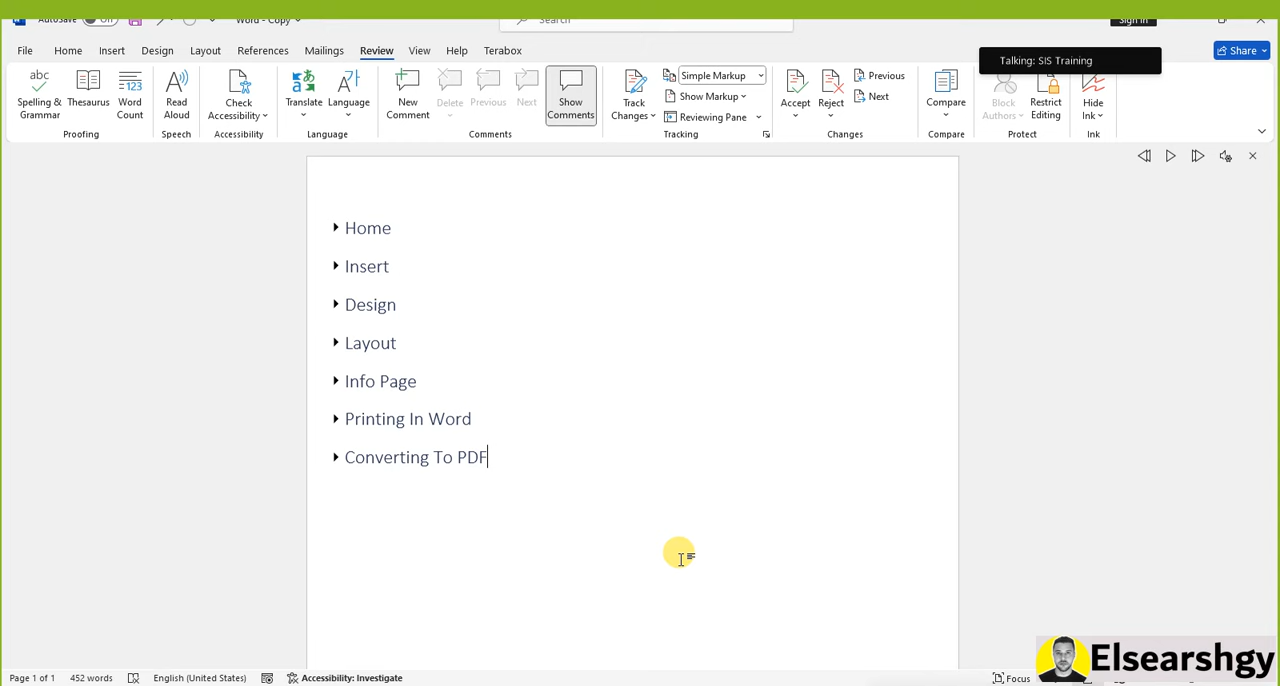 AutoSave Off Word - Copy Search Sign in
File Home Insert Design Layout References Mailings Review View Help Terabox Share
Talking: SIS Training
abc Spelling & Grammar
Thesaurus
123 Word Count
Proofing
Read Aloud
Speech
Check Accessibility
Accessibility
Translate
Language
Language
New Comment
Delete
Previous
Next
Show Comments
Comments
Track Changes
Simple Markup
Show Markup
Reviewing Pane
Tracking
Accept
Reject
Previous
Next
Changes
Compare
Compare
Block Authors
Restrict Editing
Protect
Hide Ink
Ink
Home
Insert
Design
Layout
Info Page
Printing In Word
Converting To PDF
Elsearshgy
Page 1 of 1 452 words English (United States) Accessibility: Investigate Focus